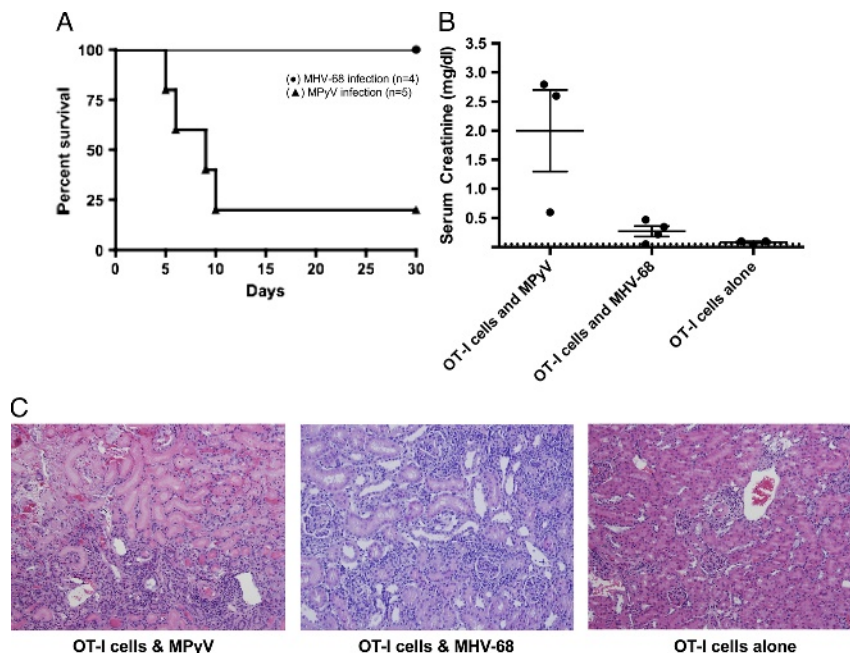 A
Percent survival
100
75
50
25
0
0 5 10 15 20 25 30
Days
(●) MHV-68 infection (n=4)
(▲) MPyV infection (n=5)
B
Serum Creatinine (mg/dl)
3.5
3.0
2.5
2.0
1.5
1.0
0.5
OT-I cells and MPyV
OT-I cells and MHV-68
OT-I cells alone
C
OT-I cells & MPyV
OT-I cells & MHV-68
OT-I cells alone